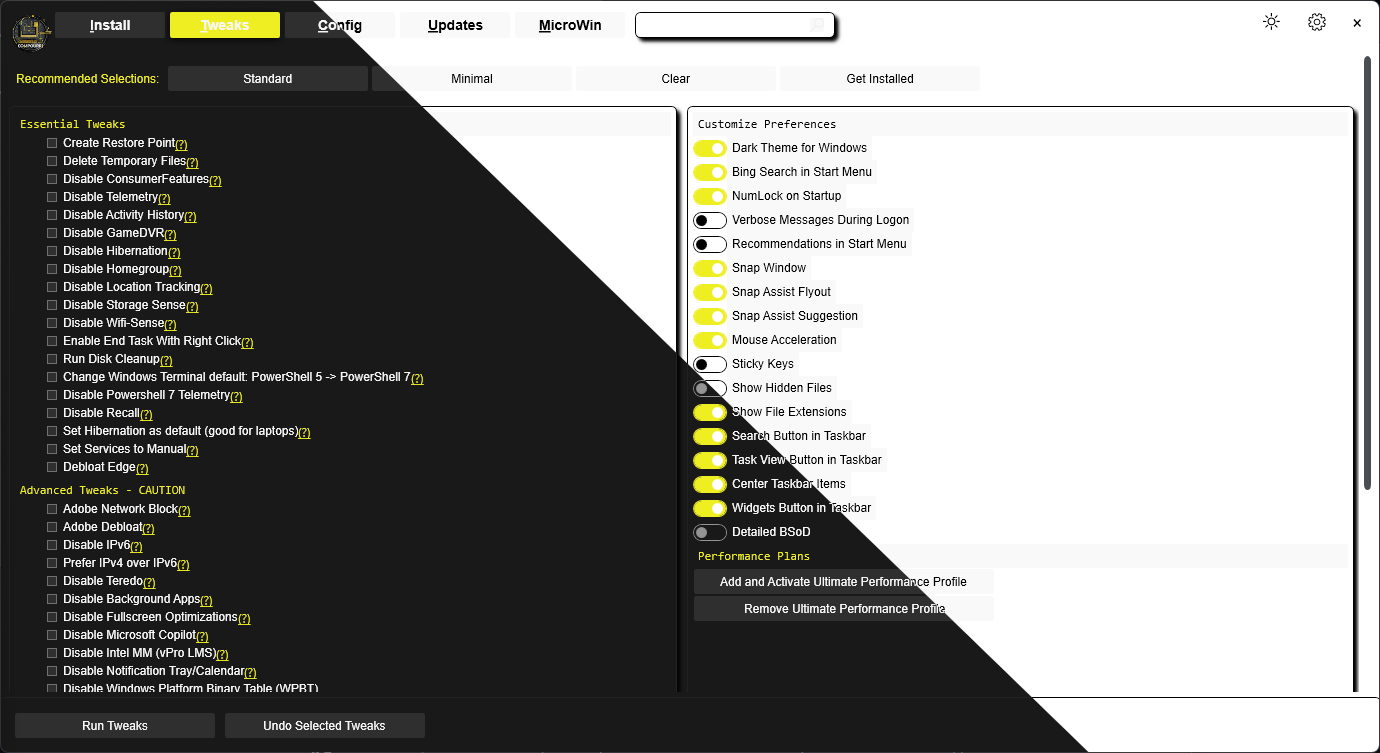 Install
Tweaks
Config
Updates
MicroWin
Recommended Selections:
Standard
Minimal
Clear
Get Installed
Essential Tweaks
Create Restore Point(?)
Delete Temporary Files(?)
Disable ConsumerFeatures(?)
Disable Telemetry(?)
Disable Activity History(?)
Disable GameDVR(?)
Disable Hibernation(?)
Disable Homegroup(?)
Disable Location Tracking(?)
Disable Storage Sense(?)
Disable Wifi-Sense(?)
Enable End Task With Right Click(?)
Run Disk Cleanup(?)
Change Windows Terminal default: PowerShell 5 -> PowerShell 7(?)
Disable Powershell 7 Telemetry(?)
Disable Recall(?)
Set Hibernation as default (good for laptops)(?)
Set Services to Manual(?)
Debloat Edge(?)
Advanced Tweaks - CAUTION
Adobe Network Block(?)
Adobe Debloat(?)
Disable IPv6(?)
Prefer IPv4 over IPv6(?)
Disable Teredo(?)
Disable Background Apps(?)
Disable Fullscreen Optimizations(?)
Disable Microsoft Copilot(?)
Disable Intel MM (vPro LMS)(?)
Disable Notification Tray/Calendar(?)
Disable Windows Platform Binary Table (WPBT)
Customize Preferences
Dark Theme for Windows
Bing Search in Start Menu
NumLock on Startup
Verbose Messages During Logon
Recommendations in Start Menu
Snap Window
Snap Assist Flyout
Snap Assist Suggestion
Mouse Acceleration
Sticky Keys
Show Hidden Files
Show File Extensions
Search Button in Taskbar
Task View Button in Taskbar
Center Taskbar Items
Widgets Button in Taskbar
Detailed BSoD
Performance Plans
Add and Activate Ultimate Performance Profile
Remove Ultimate Performance Profile
Run Tweaks
Undo Selected Tweaks